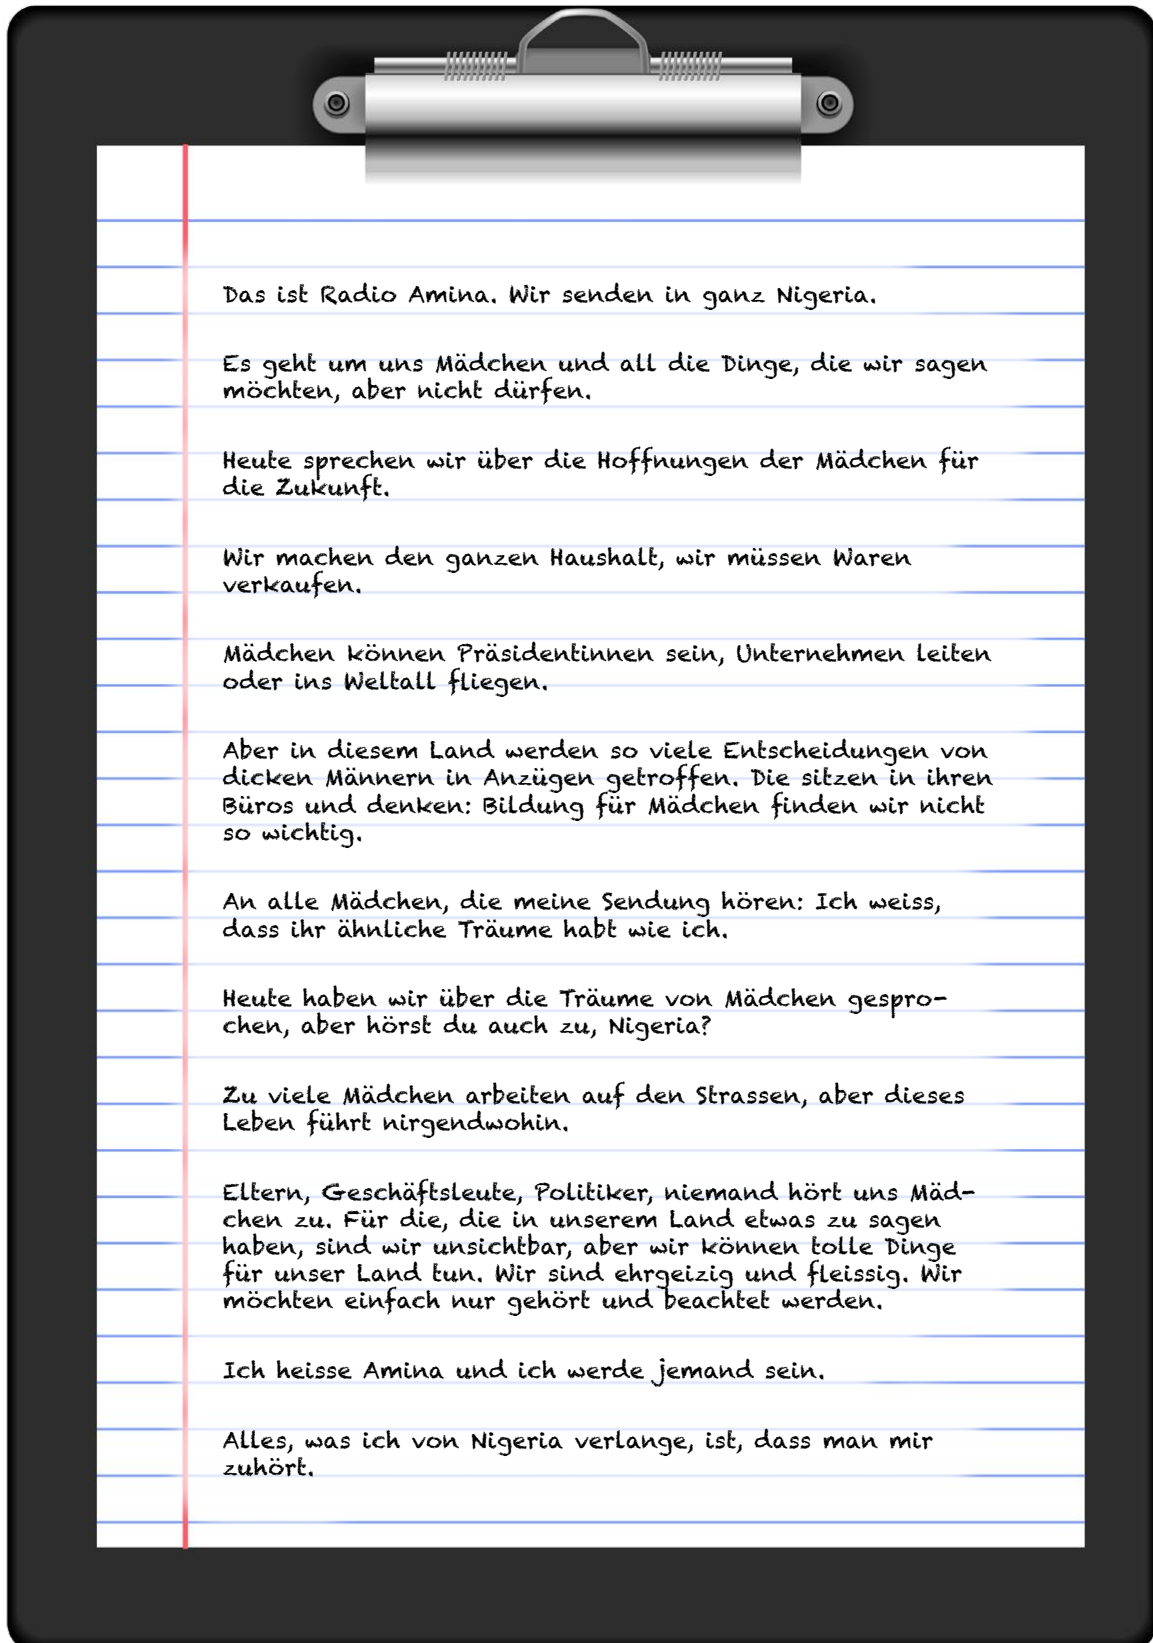 Das ist Radio Amina. Wir senden in ganz Nigeria.
Es geht um uns Mädchen und all die Dinge, die wir sagen
möchten, aber nicht dürfen.
Heute sprechen wir über die Hoffnungen der Mädchen für
die Zukunft.
Wir machen den ganzen Haushalt, wir müssen Waren
verkaufen.
Mädchen können Präsidentinnen sein, Unternehmen leiten
oder ins Weltall fliegen.
Aber in diesem Land werden so viele Entscheidungen von
dicken Männern in Anzügen getroffen. Die sitzen in ihren
Büros und denken: Bildung für Mädchen finden wir nicht
so wichtig.
An alle Mädchen, die meine Sendung hören: Ich weiss,
dass ihr ähnliche Träume habt wie ich.
Heute haben wir über die Träume von Mädchen gespro-
chen, aber hörst du auch zu, Nigeria?
Zu viele Mädchen arbeiten auf den Strassen, aber dieses
Leben führt nirgendwohin.
Eltern, Geschäftsleute, Politiker, niemand hört uns Mäd-
chen zu. Für die, die in unserem Land etwas zu sagen
haben, sind wir unsichtbar, aber wir können tolle Dinge
für unser Land tun. Wir sind ehrgeizig und fleissig. Wir
möchten einfach nur gehört und beachtet werden.
Ich heisse Amina und ich werde jemand sein.
Alles, was ich von Nigeria verlange, ist, dass man mir
zuhört.